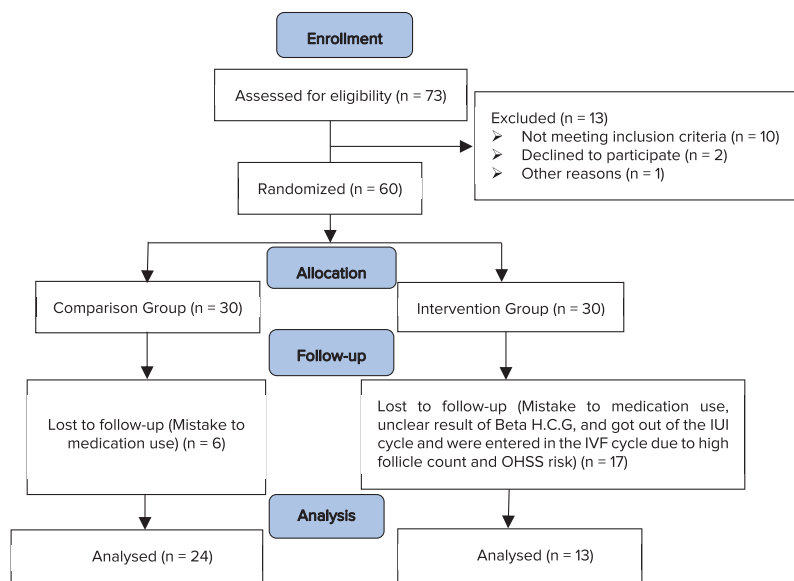 Enrollment
Assessed for eligibility (n = 73)
Excluded (n = 13)
➢ Not meeting inclusion criteria (n = 10)
➢ Declined to participate (n = 2)
➢ Other reasons (n = 1)
Randomized (n = 60)
Allocation
Comparison Group (n = 30)
Intervention Group (n = 30)
Follow-up
Lost to follow-up (Mistake to
medication use) (n = 6)
Lost to follow-up (Mistake to medication use,
unclear result of Beta H.C.G, and got out of the IUI
cycle and were entered in the IVF cycle due to high
follicle count and OHSS risk) (n = 17)
Analysis
Analysed (n = 24)
Analysed (n = 13)